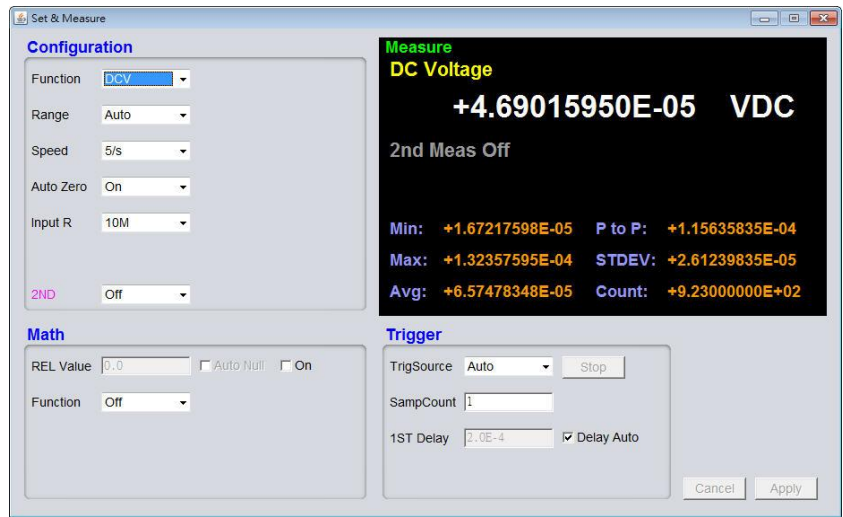 Set & Measure
Configuration
Function DCV
Range Auto
Speed 5/s
Auto Zero On
Input R 10M
2ND Off
Measure
DC Voltage
+4.69015950E-05 VDC
2nd Meas Off
Min: +1.67217598E-05 P to P: +1.15635835E-04
Max: +1.32357595E-04 STDEV: +2.61239835E-05
Avg: +6.57478348E-05 Count: +9.23000000E+02
Math
REL Value 0.0 Auto Null On
Function Off
Trigger
TrigSource Auto Stop
SampCount 1
1ST Delay 2.0E-4 Delay Auto
Cancel Apply